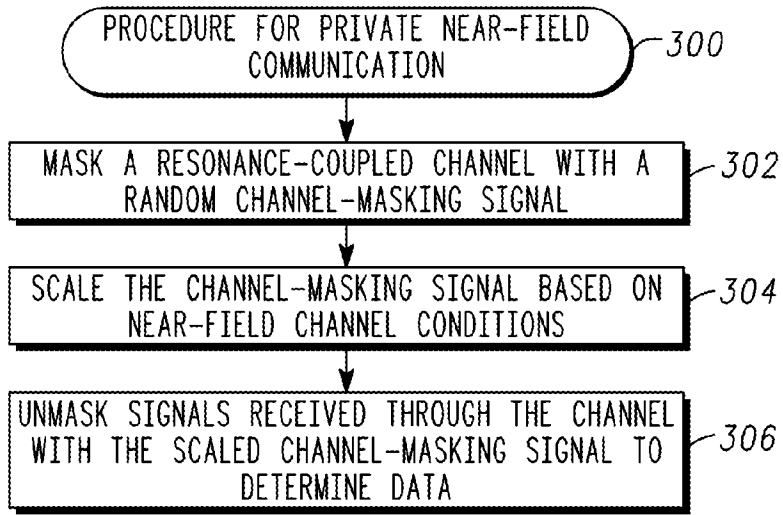 PROCEDURE FOR PRIVATE NEAR-FIELD
COMMUNICATION
300
MASK A RESONANCE-COUPLED CHANNEL WITH A
RANDOM CHANNEL-MASKING SIGNAL
302
SCALE THE CHANNEL-MASKING SIGNAL BASED ON
NEAR-FIELD CHANNEL CONDITIONS
304
UNMASK SIGNALS RECEIVED THROUGH THE CHANNEL
WITH THE SCALED CHANNEL-MASKING SIGNAL TO
DETERMINE DATA
306